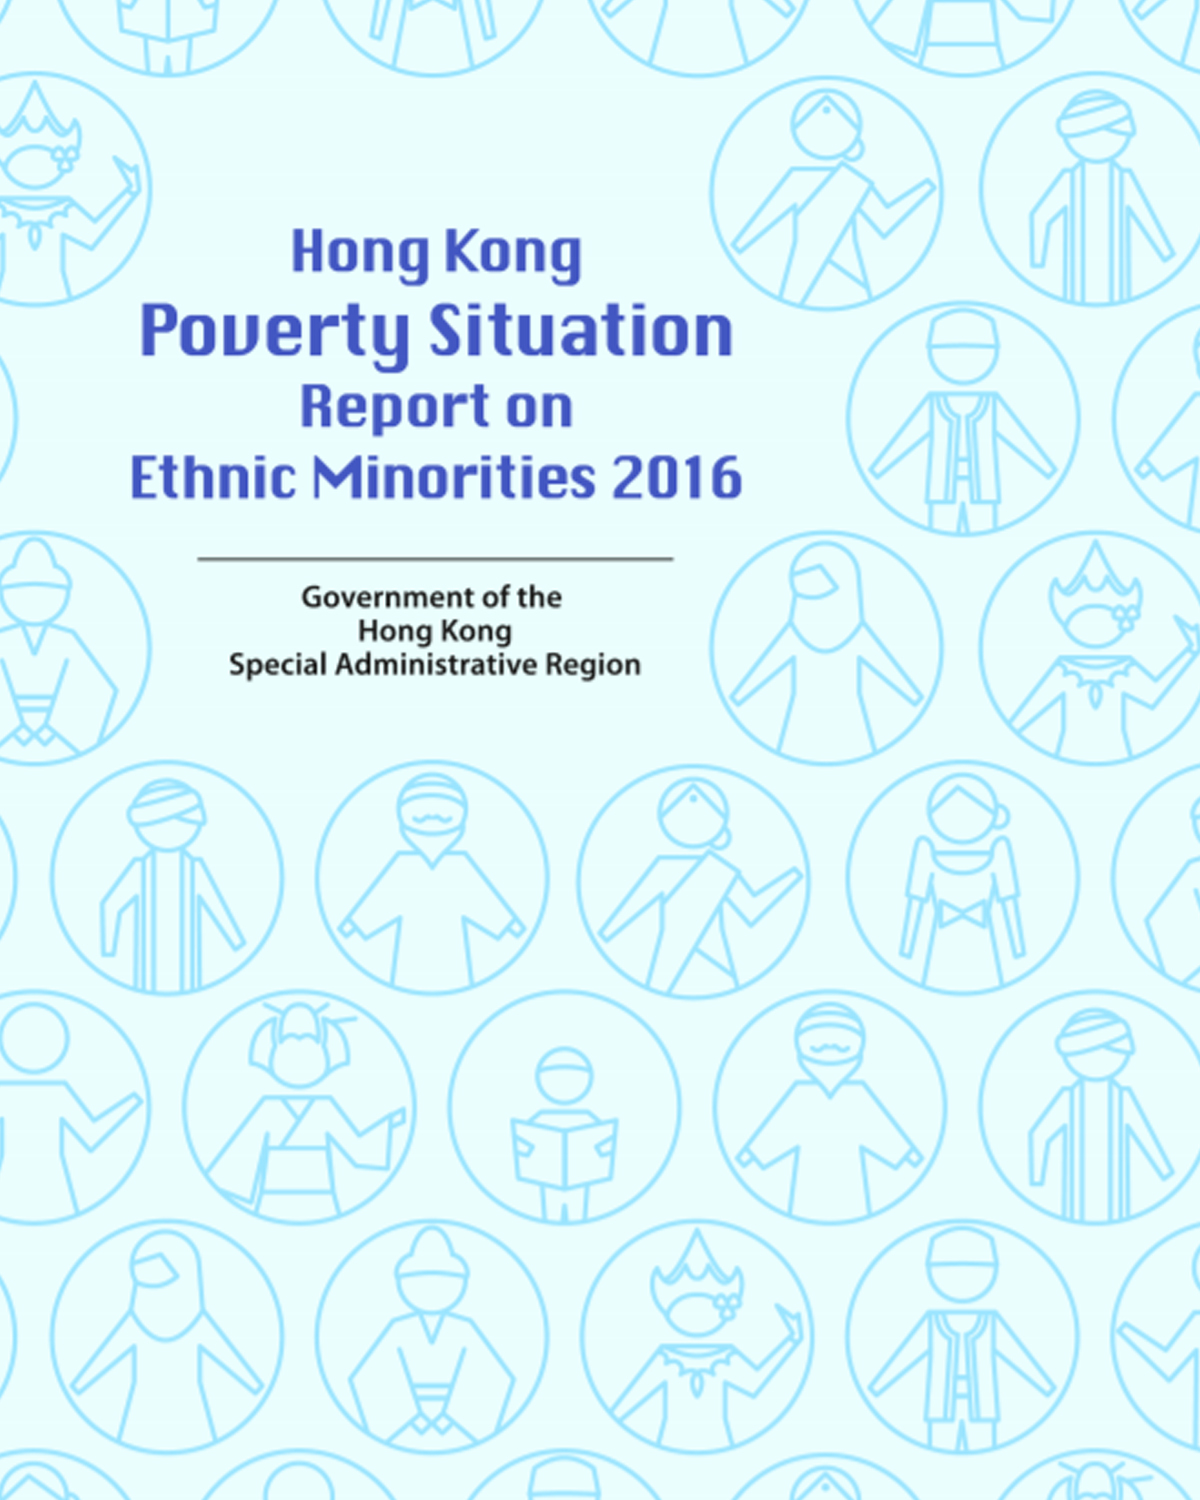 Hong Kong
Poverty Situation
Report on
Ethnic Minorities 2016
Government of the
Hong Kong
Special Administrative Region